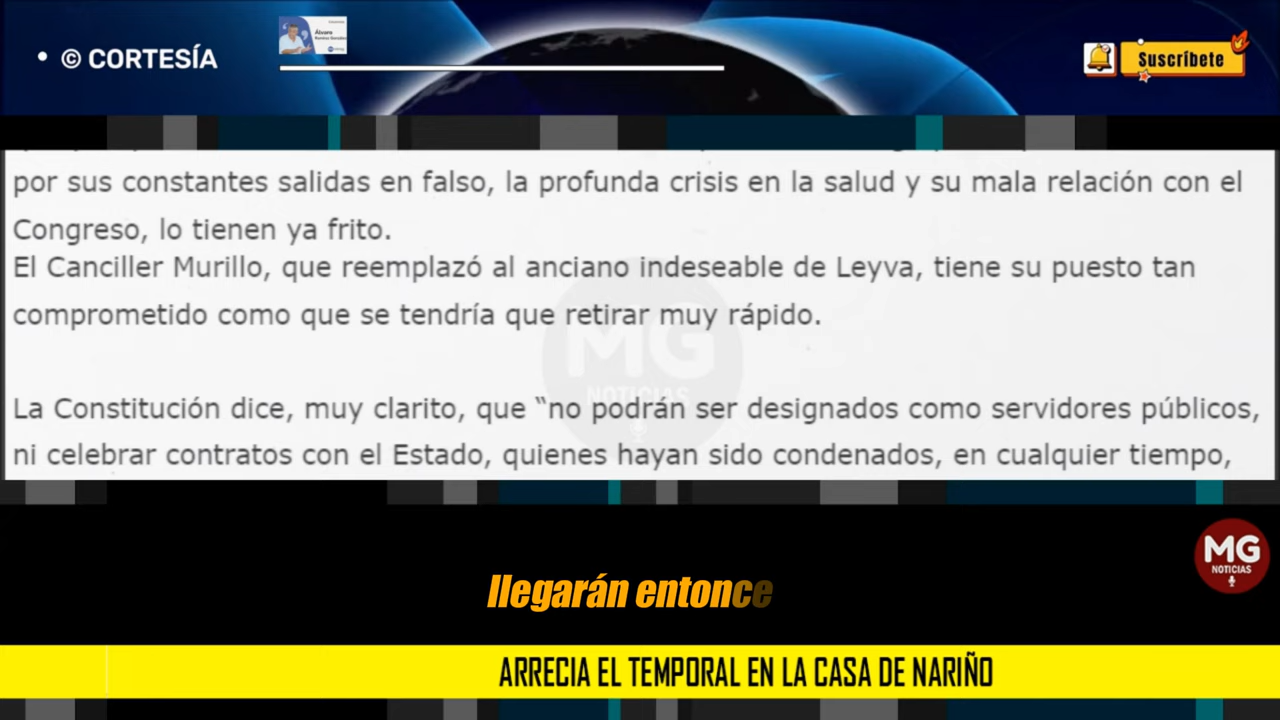 • © CORTESÍA
Álvaro
Suscríbete
por sus constantes salidas en falso, la profunda crisis en la salud y su mala relación con el
Congreso, lo tienen ya frito.
El Canciller Murillo, que reemplazó al anciano indeseable de Leyva, tiene su puesto tan
comprometido como que se tendría que retirar muy rápido.
MG
NOTICIAS
La Constitución dice, muy clarito, que “no podrán ser designados como servidores públicos,
ni celebrar contratos con el Estado, quienes hayan sido condenados, en cualquier tiempo,
MG
NOTICIAS
llegarán entonce
ARRECIA EL TEMPORAL EN LA CASA DE NARIÑO